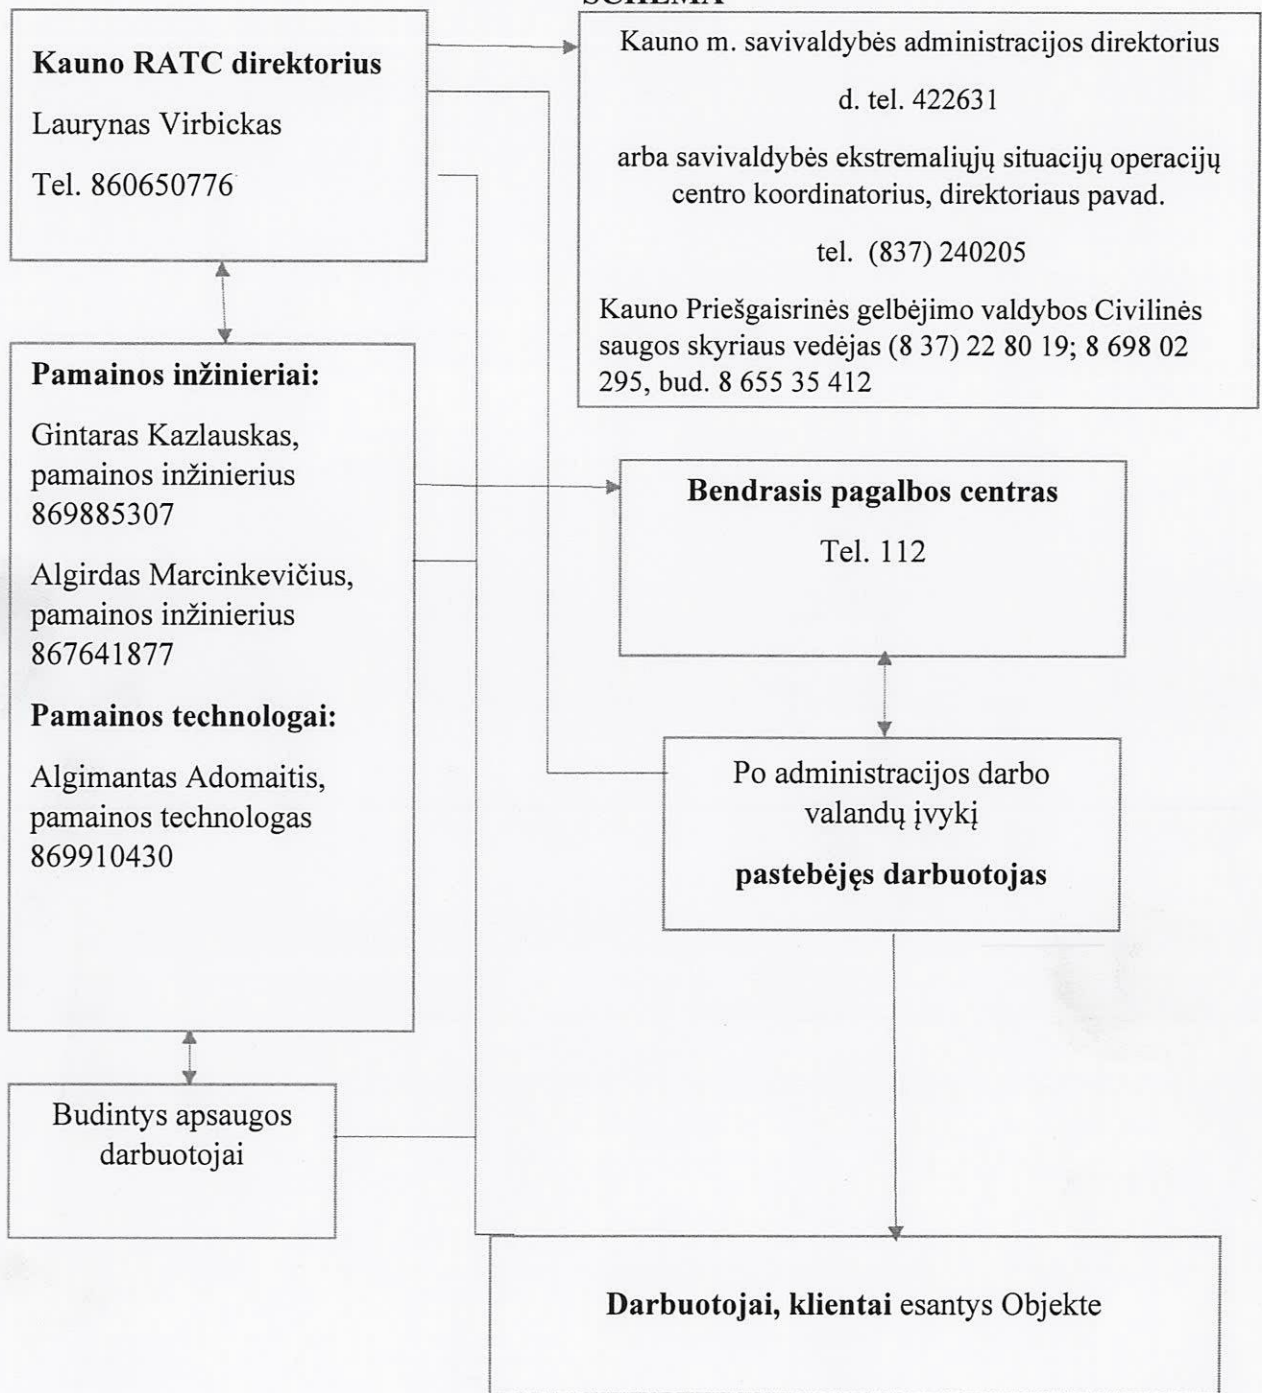 SCHEMA
Kauno RATC direktorius
Laurynas Virbickas
Tel. 860650776
Kauno m. savivaldybės administracijos direktorius
d. tel. 422631
arba savivaldybės ekstremaliųjų situacijų operacijų
centro koordinatorius, direktoriaus pavad.
tel. (837) 240205
Kauno Priešgaisrinės gelbėjimo valdybos Civilinės
saugos skyriaus vedėjas (8 37) 22 80 19; 8 698 02
295, bud. 8 655 35 412
Pamainos inžinieriai:
Gintaras Kazlauskas,
pamainos inžinierius
869885307
Algirdas Marcinkevičius,
pamainos inžinierius
867641877
Pamainos technologai:
Algimantas Adomaitis,
pamainos technologas
869910430
Bendrasis pagalbos centras
Tel. 112
Po administracijos darbo
valandų įvykį
pastebėjęs darbuotojas
Budintys apsaugos
darbuotojai
Darbuotojai, klientai esantys Objekte